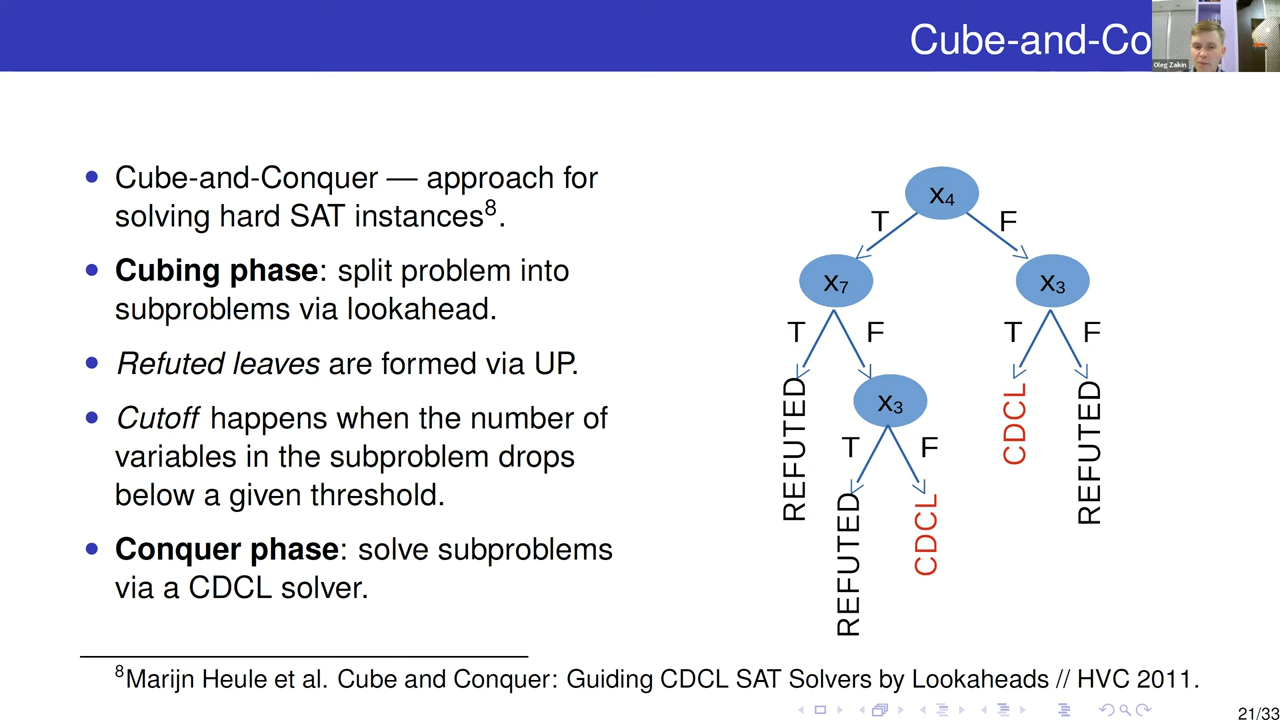 Cube-and-Co
Oleg Zaikin
• Cube-and-Conquer — approach for
solving hard SAT instances⁸.
• Cubing phase: split problem into
subproblems via lookahead.
• Refuted leaves are formed via UP.
• Cutoff happens when the number of
variables in the subproblem drops
below a given threshold.
• Conquer phase: solve subproblems
via a CDCL solver.
x₄
T F
x₇ x₃
T F T F
REFUTED x₃ CDCL REFUTED
T F
REFUTED CDCL
⁸Marijn Heule et al. Cube and Conquer: Guiding CDCL SAT Solvers by Lookaheads // HVC 2011.
21/33